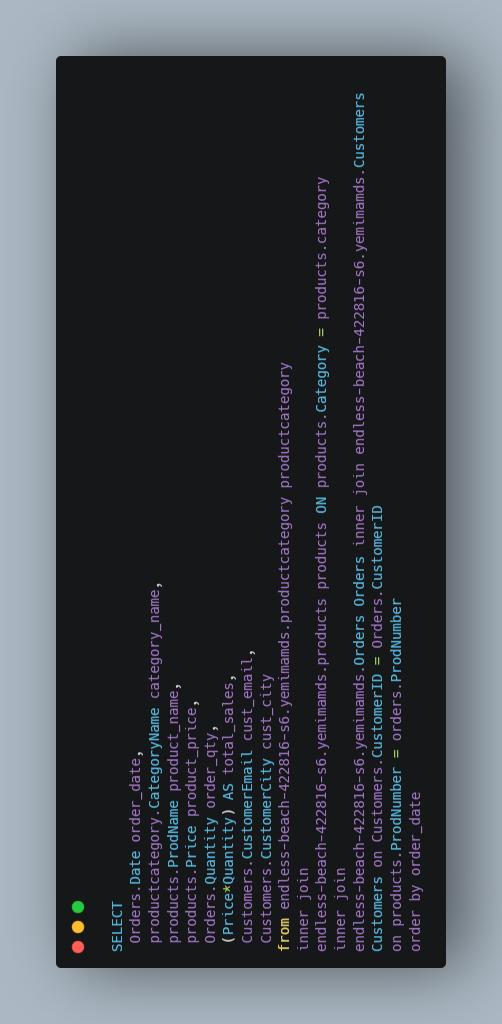 SELECT
Orders.Date order_date,
productcategory.CategoryName category_name,
products.ProdName product_name,
products.Price product_price,
Orders.Quantity order_qty,
(Price*Quantity) AS total_sales,
Customers.CustomerEmail cust_email,
Customers.CustomerCity cust_city
from endless-beach-422816-s6.yemimamds.productcategory productcategory
inner join
endless-beach-422816-s6.yemimamds.products products ON products.Category = products.category
inner join
endless-beach-422816-s6.yemimamds.Orders Orders inner join endless-beach-422816-s6.yemimamds.Customers
Customers on Customers.CustomerID = Orders.CustomerID
on products.ProdNumber = orders.ProdNumber
order by order_date